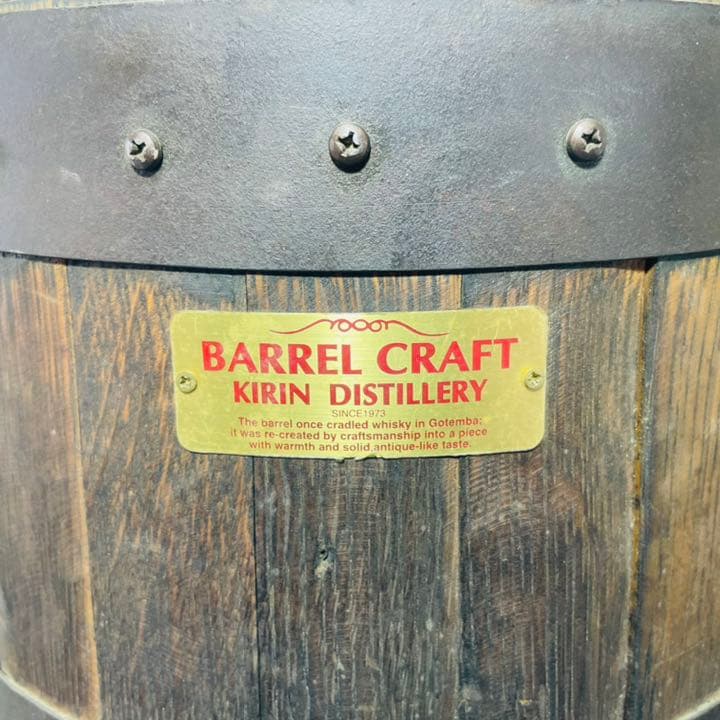 BARREL CRAFT
KIRIN DISTILLERY
SINCE1973
The barrel once cradled whisky in Gotemba:
it was re-created by craftsmanship into a piece
with warmth and solid,antique-like taste.